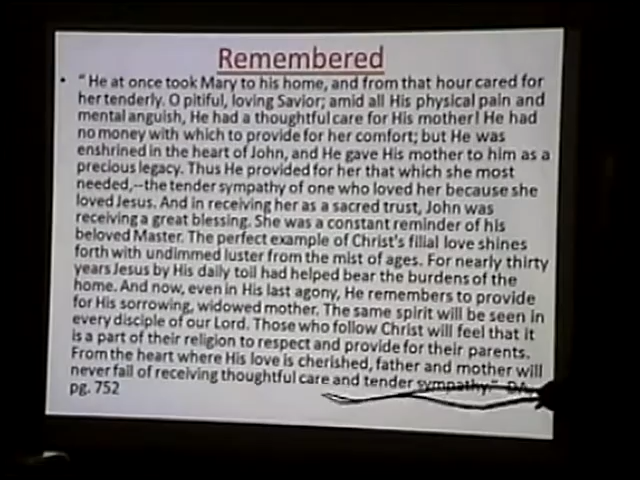 Remembered
• " He at once took Mary to his home, and from that hour cared for
her tenderly. O pitiful, loving Savior; amid all His physical pain and
mental anguish, He had a thoughtful care for His mother! He had
no money with which to provide for her comfort; but He was
enshrined in the heart of John, and He gave His mother to him as a
precious legacy. Thus He provided for her that which she most
needed,--the tender sympathy of one who loved her because she
loved Jesus. And in receiving her as a sacred trust, John was
receiving a great blessing. She was a constant reminder of his
beloved Master. The perfect example of Christ's filial love shines
forth with undimmed luster from the mist of ages. For nearly thirty
years Jesus by His daily toil had helped bear the burdens of the
home. And now, even in His last agony, He remembers to provide
for His sorrowing, widowed mother. The same spirit will be seen in
every disciple of our Lord. Those who follow Christ will feel that it
is a part of their religion to respect and provide for their parents.
From the heart where His love is cherished, father and mother will
never fail of receiving thoughtful care and tender sympathy." DA,
pg. 752